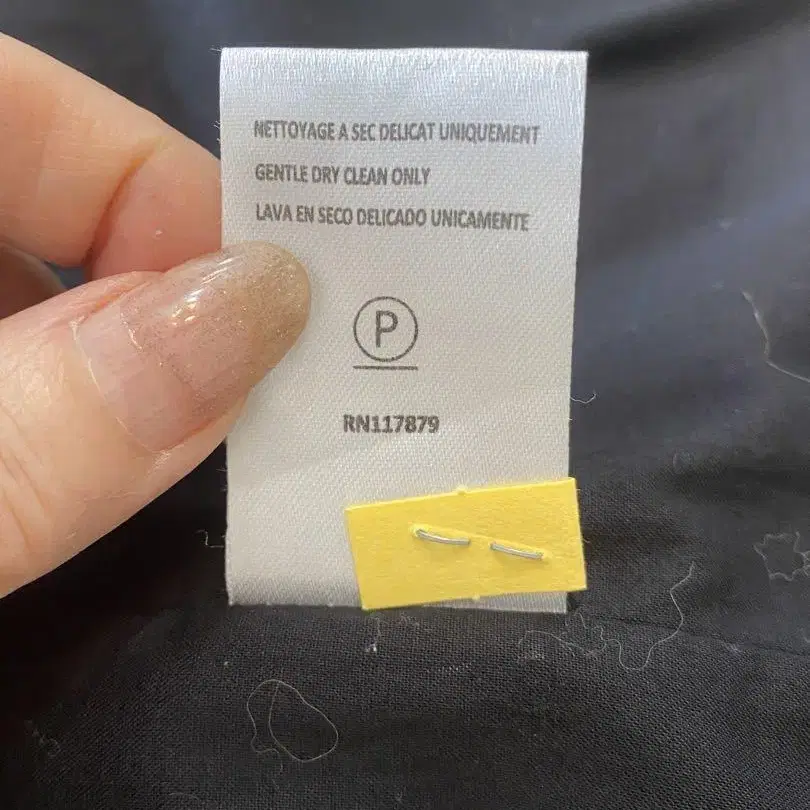 NETTOYAGE A SEC DELICAT UNIQUEMENT
GENTLE DRY CLEAN ONLY
LAVA EN SECO DELICADO UNICAMENTE
P
RN117879